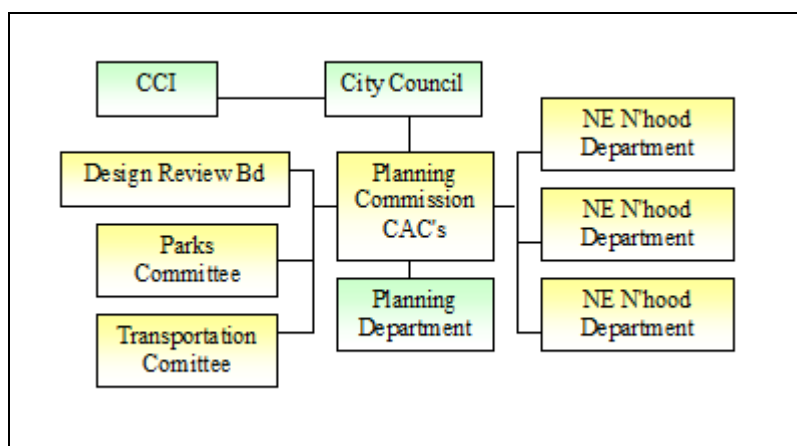 CCI
City Council
NE N'hood
Department
Design Review Bd
Planning
Commission
CAC's
NE N'hood
Department
Parks
Committee
Planning
Department
NE N'hood
Department
Transportation
Comittee